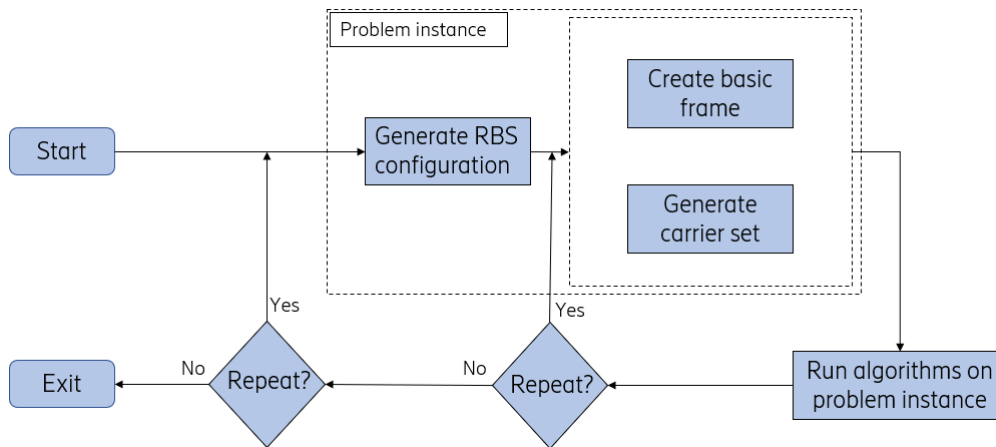 Problem instance
Create basic
frame
Start
Generate RBS
configuration
Generate
carrier set
Yes
Yes
No
No
Exit
Repeat?
Repeat?
Run algorithms on
problem instance